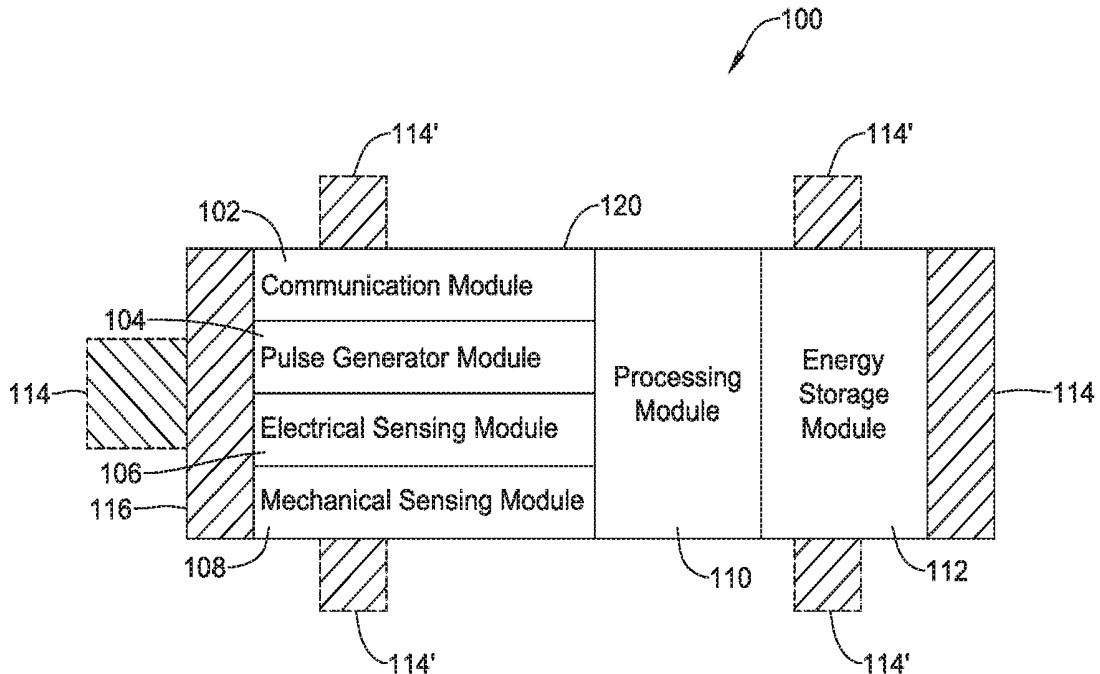 100
114'
114'
102
120
Communication Module
104
Pulse Generator Module
Processing
Module
Energy
Storage
Module
114
114
Electrical Sensing Module
106
Mechanical Sensing Module
116
108
110
112
114'
114'